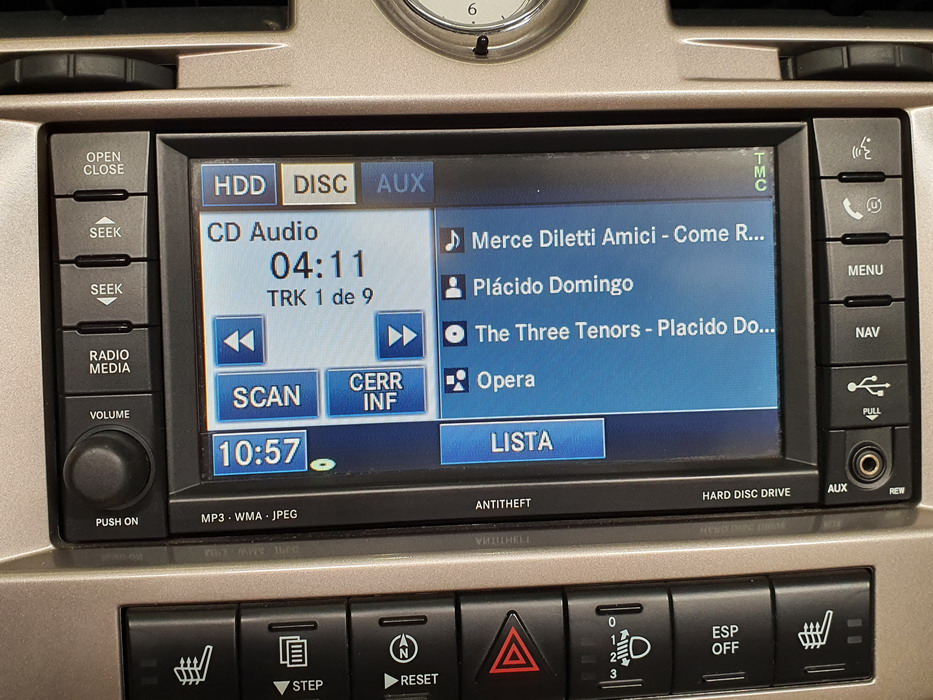 6
OPEN
CLOSE
SEEK
SEEK
RADIO
MEDIA
VOLUME
PUSH ON
HDD
DISC
AUX
TMC
CD Audio
04:11
TRK 1 de 9
SCAN
CERR
INF
10:57
Merce Diletti Amici - Come R...
Plácido Domingo
The Three Tenors - Placido Do...
Opera
LISTA
MP3 · WMA · JPEG
ANTITHEFT
HARD DISC DRIVE
MENU
NAV
PULL
AUX
REW
STEP
RESET
0
1
2
3
ESP
OFF